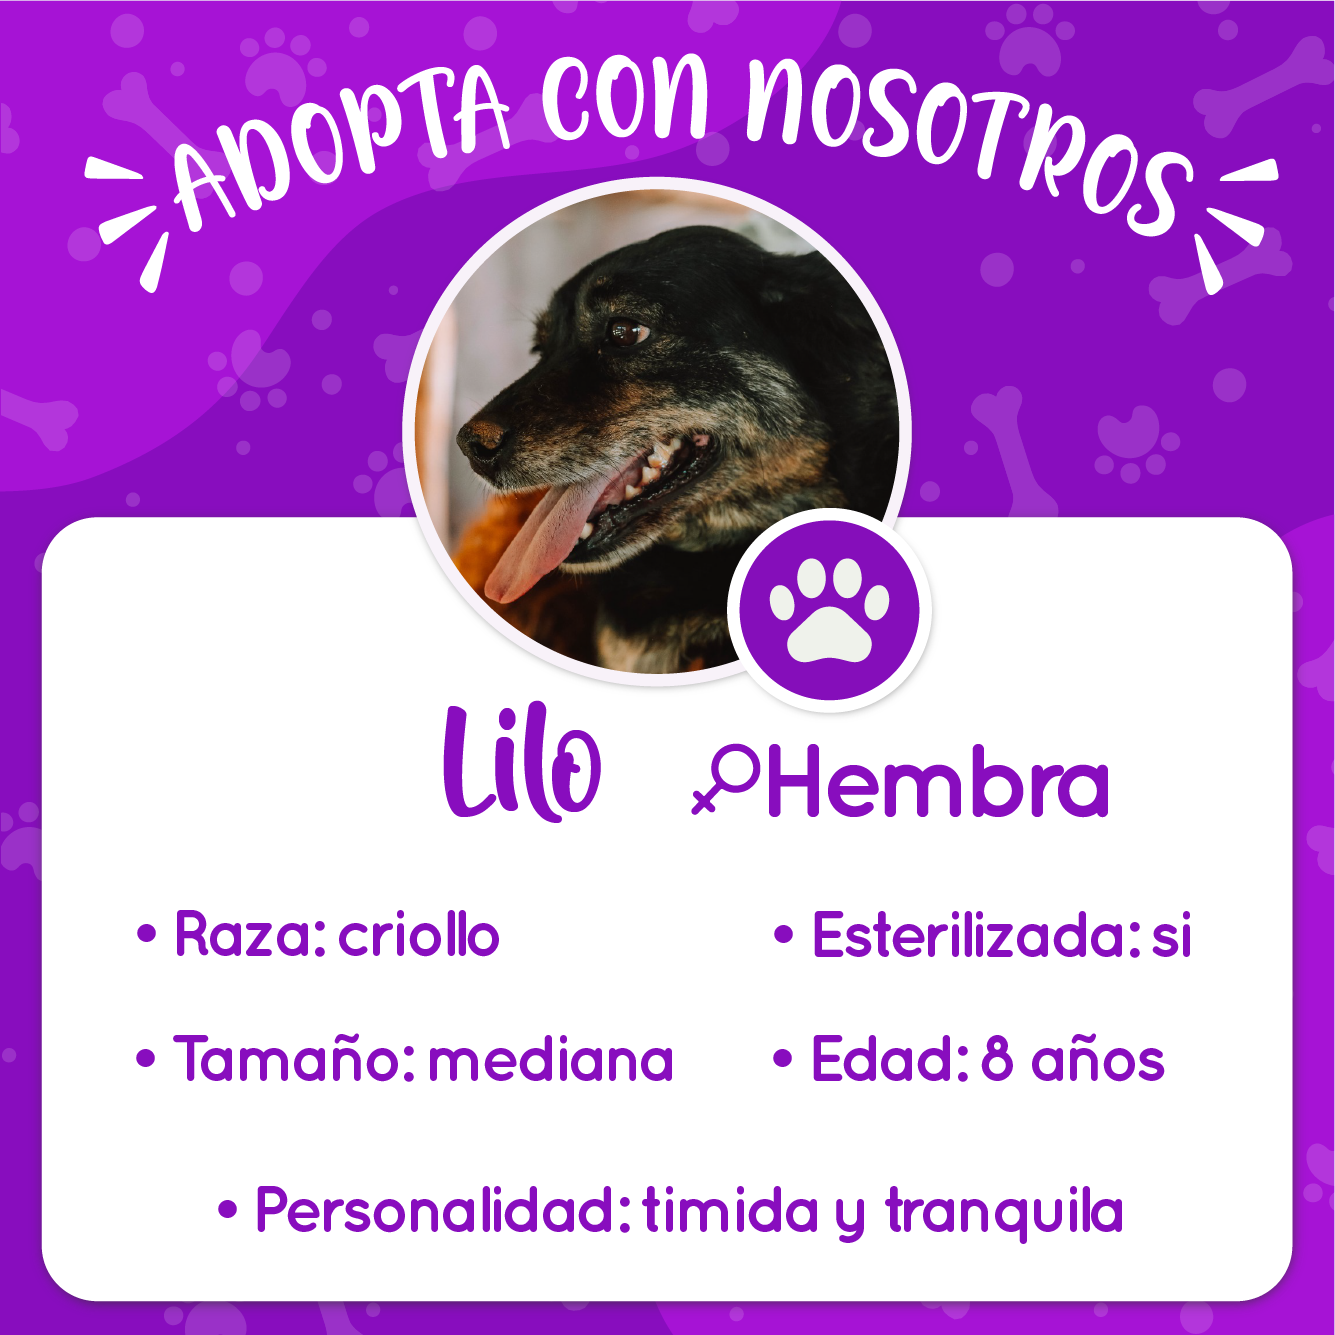 ADOPTA CON NOSOTROS
Lilo
Hembra
• Raza: criollo
• Esterilizada: si
• Tamaño: mediana
• Edad: 8 años
• Personalidad: timida y tranquila